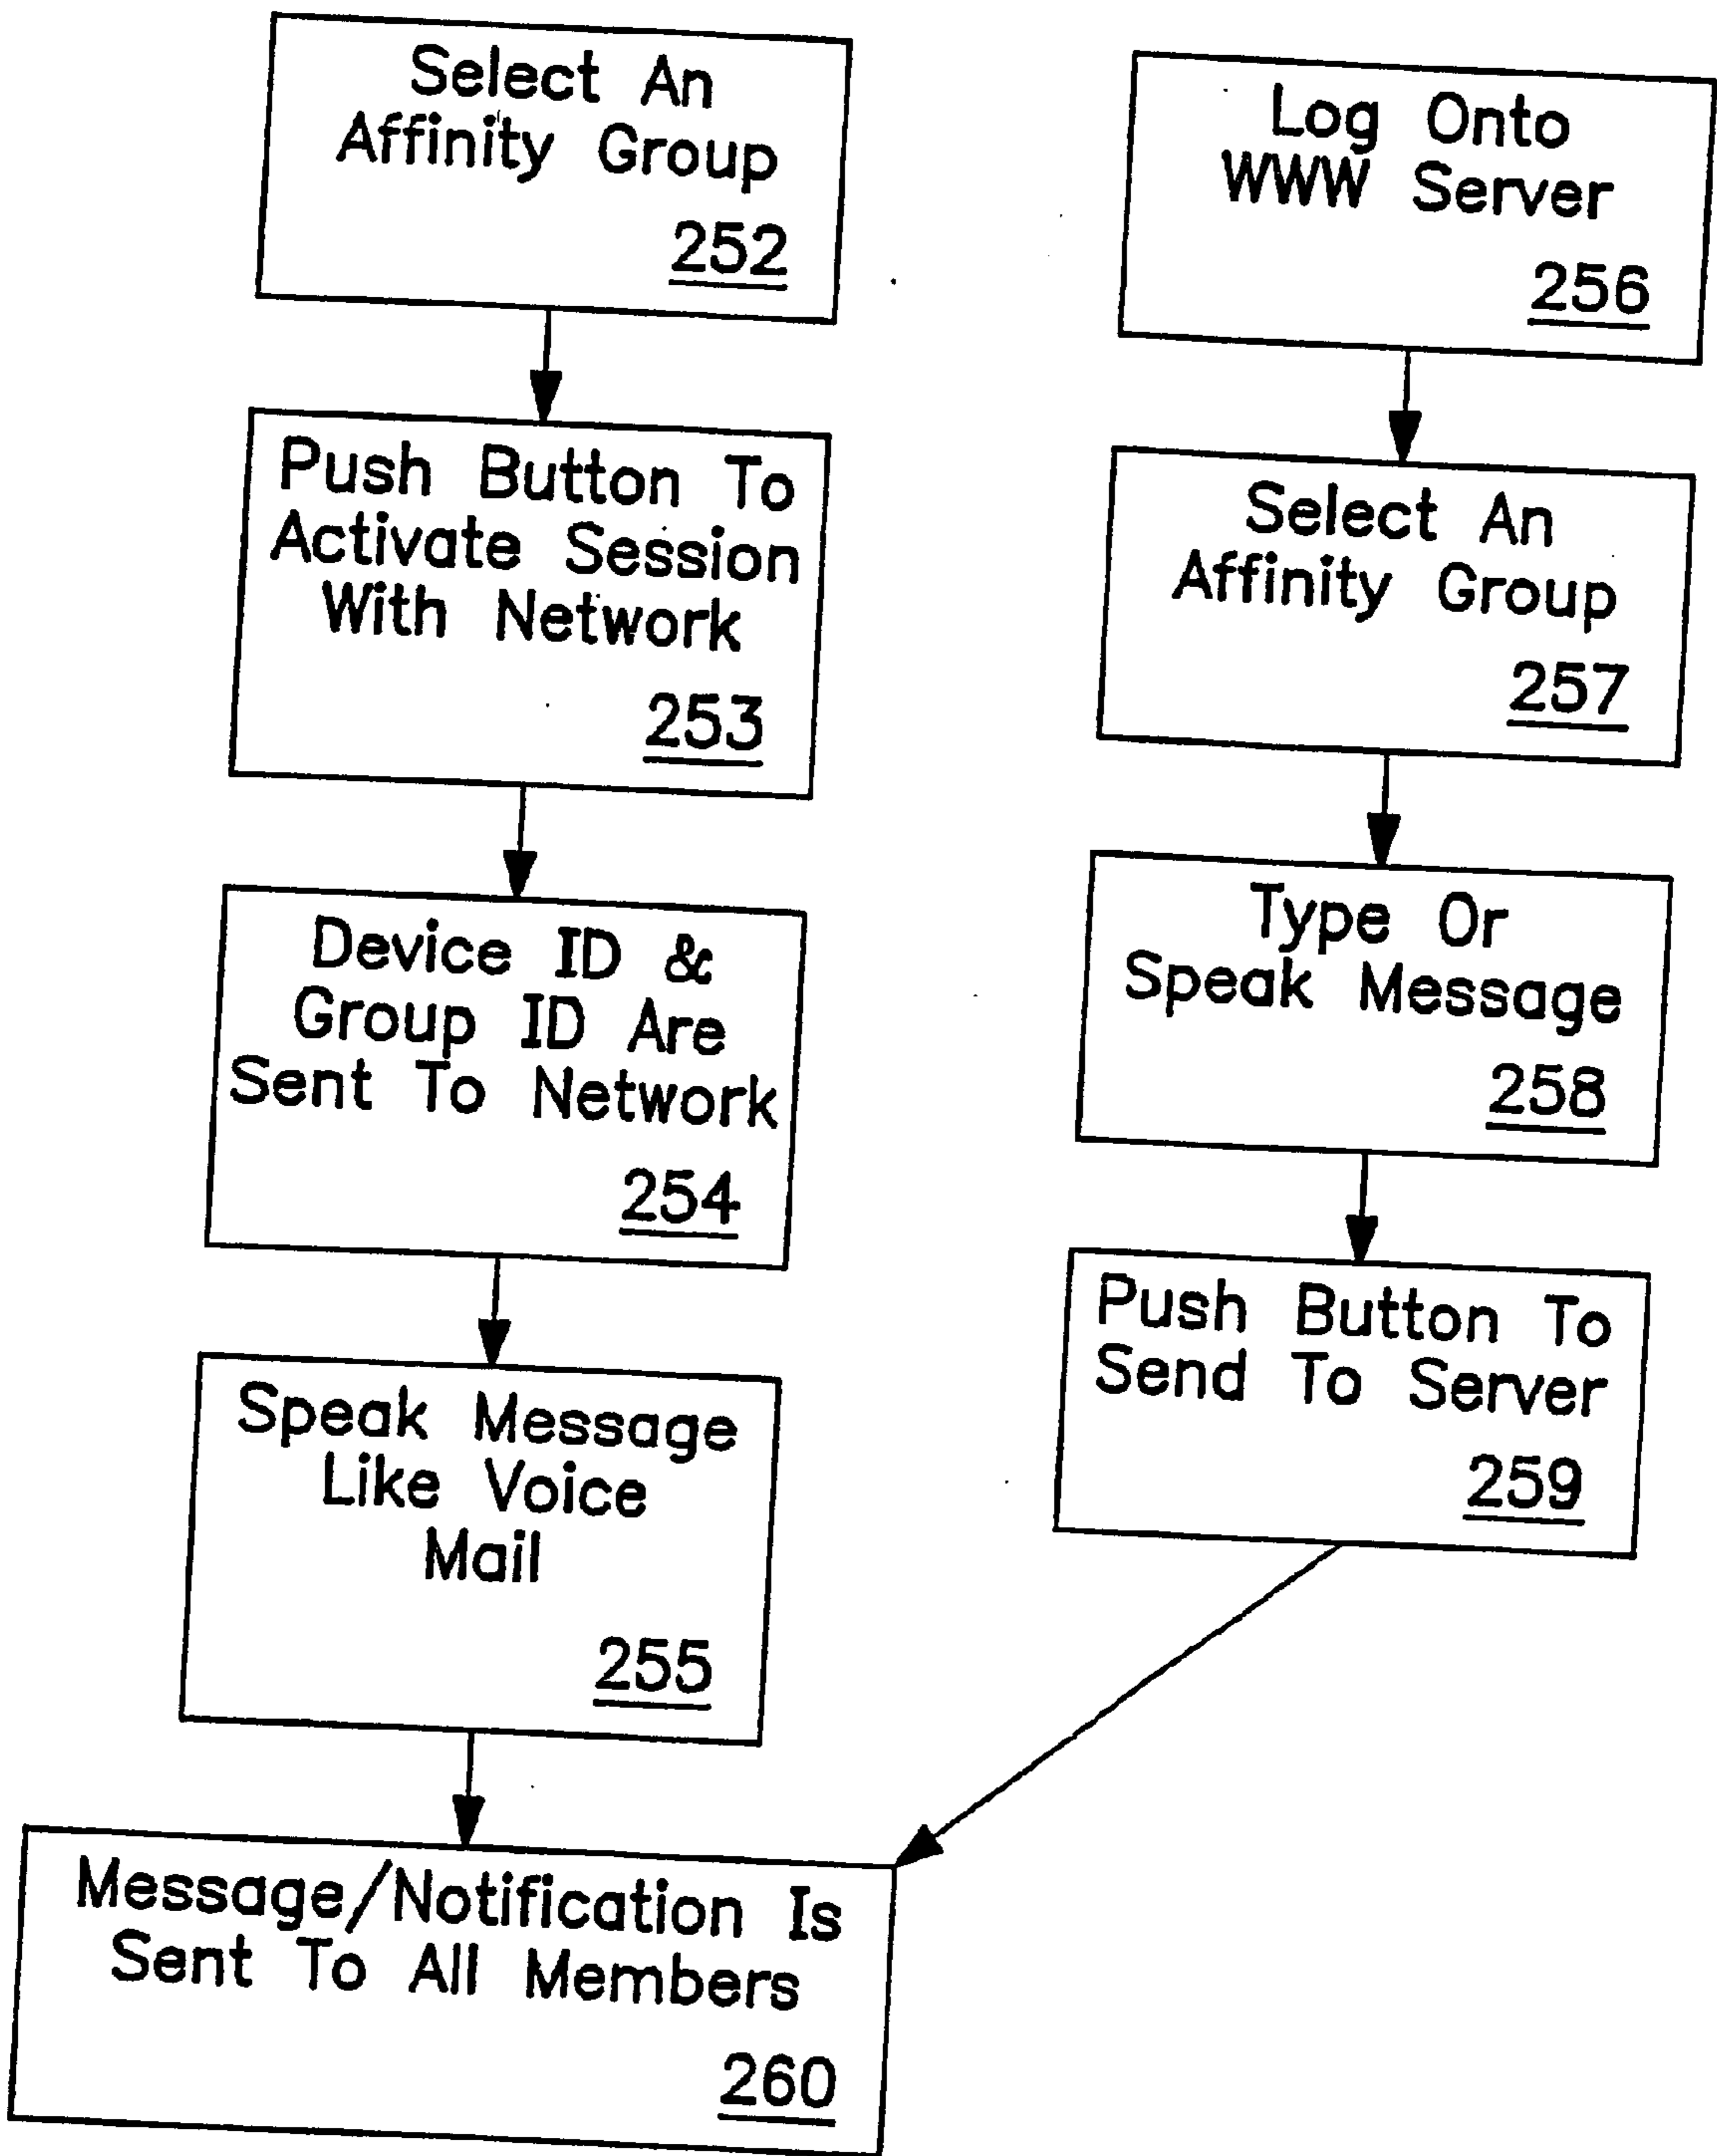 Select An
Affinity Group
252
Push Button To
Activate Session
With Network
253
Device ID &
Group ID Are
Sent To Network
254
Speak Message
Like Voice
Mail
255
Log Onto
WWW Server
256
Select An
Affinity Group
257
Type Or
Speak Message
258
Push Button To
Send To Server
259
Message/Notification Is
Sent To All Members
260